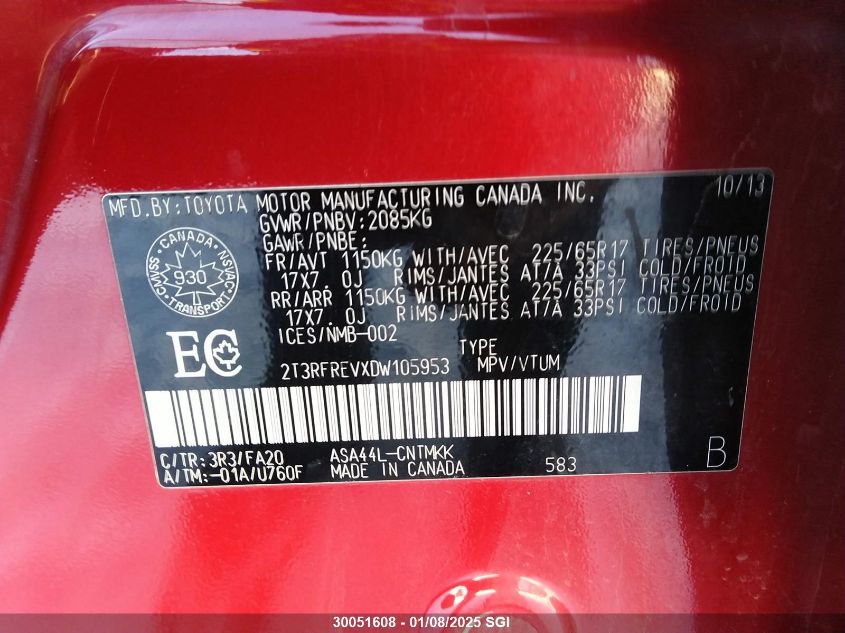 MFD.BY:TOYOTA MOTOR MANUFACTURING CANADA INC. 10/13
GVWR/PNBV:2085KG
GAWR/PNBE:
FR/AVT 1150KG WITH/AVEC 225/65R17 TIRES/PNEUS
17X7.0J RIMS/JANTES AT/À 33PSI COLD/FROID
RR/ARR 1150KG WITH/AVEC 225/65R17 TIRES/PNEUS
17X7.0J RIMS/JANTES AT/À 33PSI COLD/FROID
ICES/NMB-002
CANADA
CMVSS 930 NSVAC
TRANSPORT
EC
TYPE
2T3RFREVXDW105953 MPV/VTUM
C/TR:3R3/FA20 ASA44L-CNTMKK
A/TM:-01A/U760F MADE IN CANADA 583 B
30051608 - 01/08/2025 SGI